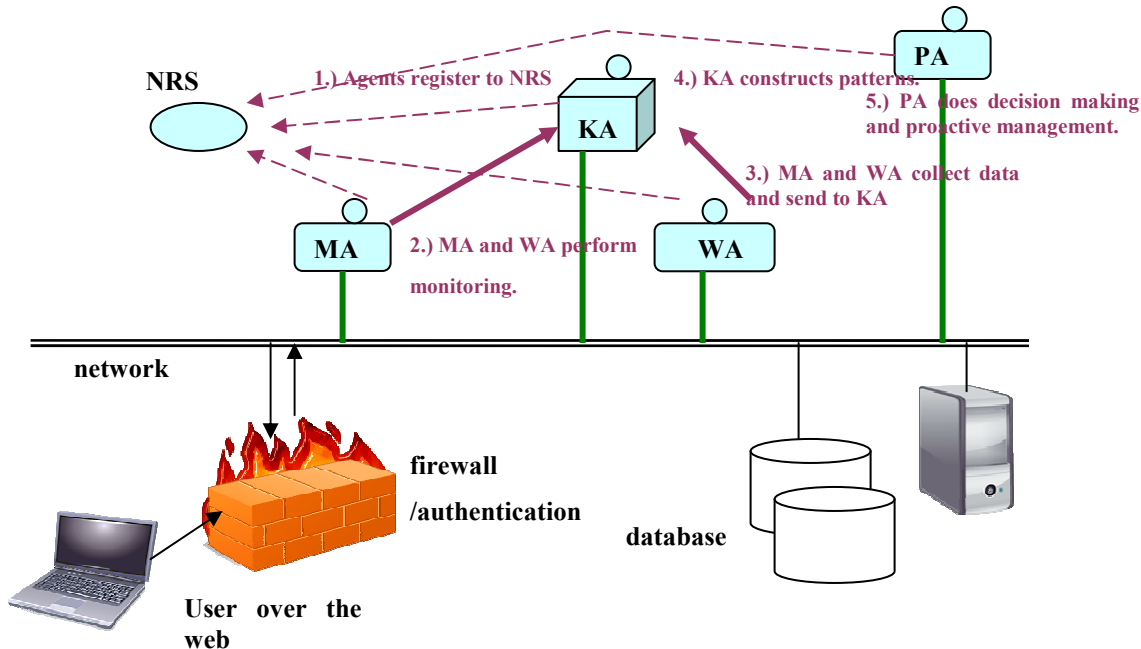 PA
NRS
1.) Agents register to NRS
4.) KA constructs patterns.
5.) PA does decision making
and proactive management.
KA
3.) MA and WA collect data
and send to KA
MA
2.) MA and WA perform
monitoring.
WA
network
firewall
/authentication
database
User over the
web